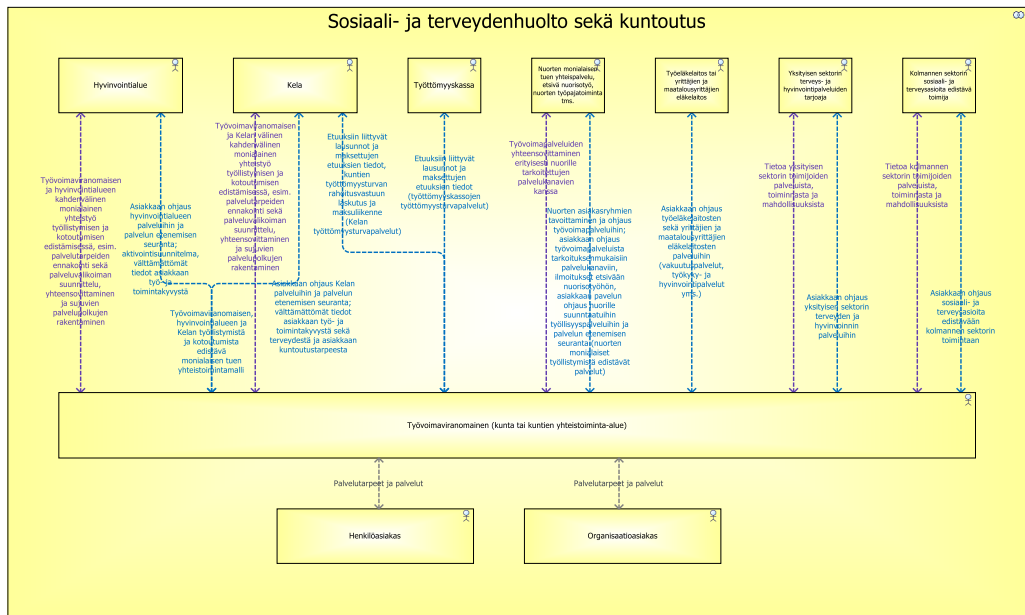 Sosiaali- ja terveydenhuolto sekä kuntoutus
Hyvinvointialue
Kela
Työttömyyskassa
Nuorten monialaisen
tuen yhteispalvelu,
etsivä nuorisotyö,
nuorten työpajatoiminta
tms.
Työeläkelaitos tai
yrittäjien ja
maatalousyrittäjien
eläkelaitos
Yksityisen sektorin
terveys- ja
hyvinvointipalveluiden
tarjoaja
Kolmannen sektorin
sosiaali- ja
terveysasioita edistävä
toimija
Työvoimaviranomaisen
ja hyvinvointialueen
kahdenvälinen
monialainen
yhteistyö
työllistymisen ja
kotoutumisen
edistämisessä, esim.
palvelutarpeiden
ennakointi sekä
palveluvalikoiman
suunnittelu,
yhteensovittaminen
ja sujuvien
palvelupolkujen
rakentaminen
Asiakkaan ohjaus
hyvinvointialueen
palveluihin ja
palvelun etenemisen
seuranta;
aktivointisuunnitelma,
välttämättömät
tiedot asiakkaan
työ- ja
toimintakyvystä
Työvoimaviranomaisen,
hyvinvointialueen ja
Kelan työllistymistä
ja kotoutumista
edistävä
monialaisen tuen
yhteistoimintamalli
Työvoimaviranomaisen
ja Kelan välinen
kahdenvälinen
monialainen
yhteistyö
työllistymisen ja
kotoutumisen
edistämisessä, esim.
palvelutarpeiden
ennakointi sekä
palveluvalikoiman
suunnittelu,
yhteensovittaminen
ja sujuvien
palvelupolkujen
rakentaminen
Asiakkaan ohjaus Kelan
palveluihin ja palvelun
etenemisen seuranta;
välttämättömät tiedot
asiakkaan työ- ja
toimintakyvystä sekä
terveydestä ja asiakkaan
kuntoutustarpeesta
Etuuksiin liittyvät
lausunnot ja
maksettujen
etuuksien tiedot,
kuntien
työttömyysturvan
rahoitusvastuun
laskutus ja
maksuliikenne
(Kelan
työttömyysturvapalvelut)
Etuuksiin liittyvät
lausunnot ja
maksettujen
etuuksien tiedot
(työttömyyskassojen
työttömyysturvapalvelut)
Työvoimapalveluiden
yhteensovittaminen
erityisesti nuorille
tarkoitettujen
palvelukanavien
kanssa
Nuorten asiakasryhmien
tavoittaminen ja ohjaus
työvoimapalveluihin;
asiakkaan ohjaus
työvoimapalveluista
tarkoituksenmukaisiin
palvelukanaviin,
ilmoitukset etsivään
nuorisotyöhön,
asiakkaan pavelun
ohjaus nuorille
suunnattuihin
työllisyyspalveluihin ja
palvelun etenemisen
seuranta (nuorten
monialaiset
työllistymistä edistävät
palvelut)
Asiakkaan ohjaus
työeläkelaitosten
sekä yrittäjien ja
maatalousyrittäjien
eläkelaitosten
palveluihin
(vakuutuspalvelut,
työkyky- ja
hyvinvointipalvelut
yms.)
Tietoa yksityisen
sektorin toimijoiden
palveluista,
toiminnasta ja
mahdollisuuksista
Asiakkaan ohjaus
yksityisen sektorin
terveyden ja
hyvinvoinnin
palveluihin
Tietoa kolmannen
sektorin toimijoiden
palveluista,
toiminnasta ja
mahdollisuuksista
Asiakkaan ohjaus
sosiaali- ja
terveysasioita
edistävään
kolmannen sektorin
toimintaan
Työvoimaviranomainen (kunta tai kuntien yhteistoiminta-alue)
Palvelutarpeet ja palvelut
Palvelutarpeet ja palvelut
Henkilöasiakas
Organisaatioasiakas